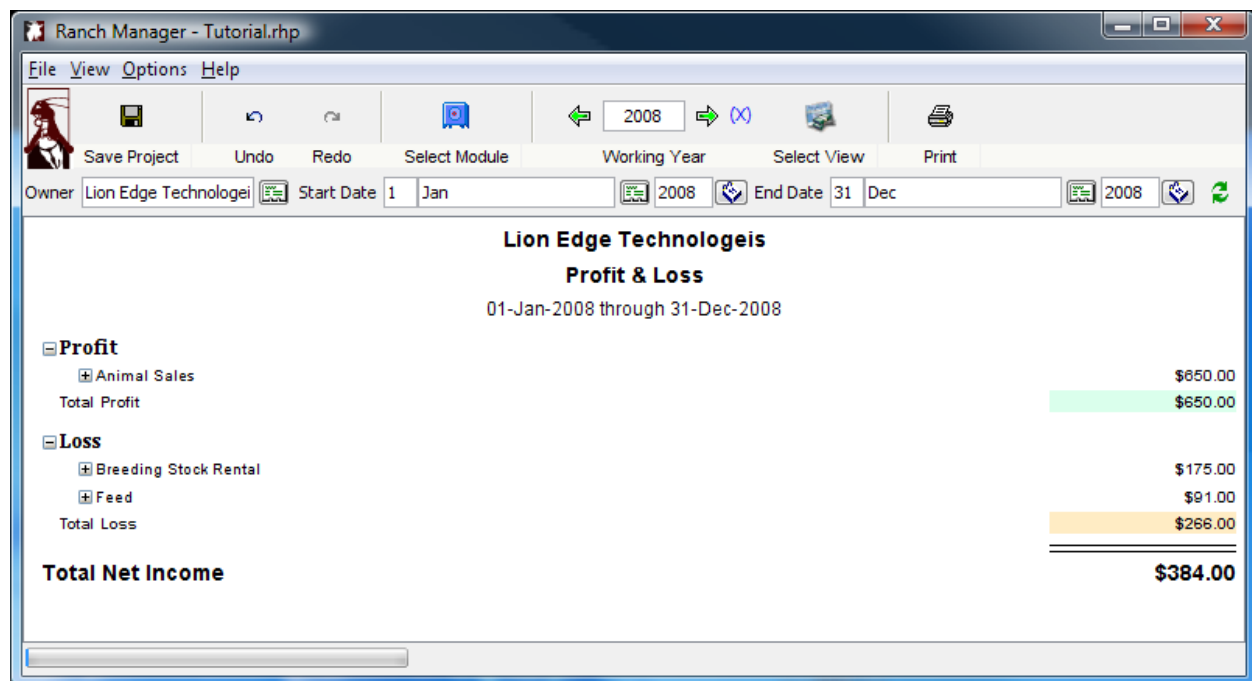 Ranch Manager - Tutorial.rhp
File View Options Help
2008 (X)
Save Project Undo Redo Select Module Working Year Select View Print
Owner Lion Edge Technologei Start Date 1 Jan 2008 End Date 31 Dec 2008
Lion Edge Technologeis
Profit & Loss
01-Jan-2008 through 31-Dec-2008
Profit
Animal Sales $650.00
Total Profit $650.00
Loss
Breeding Stock Rental $175.00
Feed $91.00
Total Loss $266.00
Total Net Income $384.00